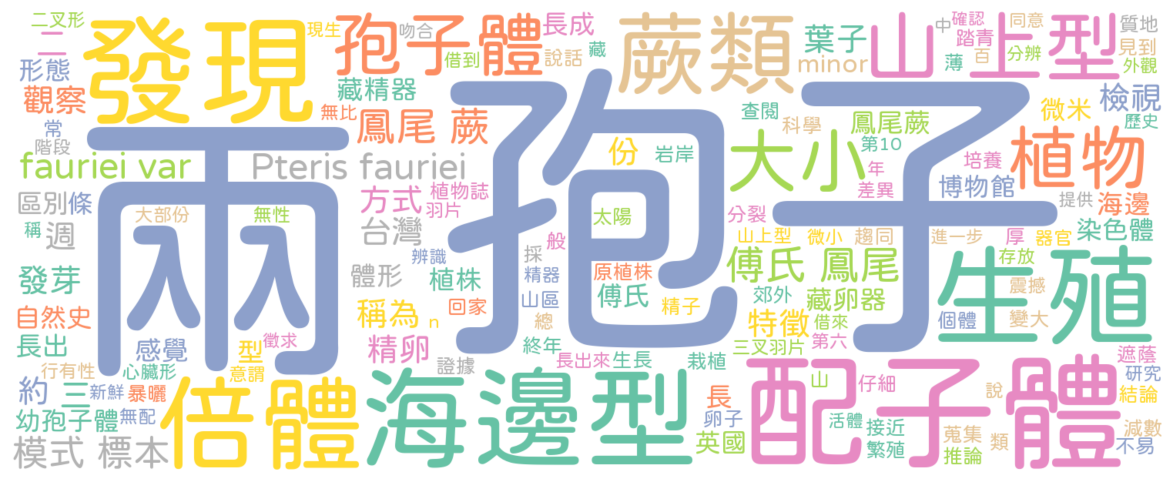 二叉形
二
發現
現生
孢子體
吻合
借到
說話
長成
藏
蕨類
葉子
minor
山上型
中
薄
確認
踏青
百
同意
分辨
質地
見到
外觀
形態
觀察
常
階段
藏精器
無比
鳳尾 蕨
兩
孢子
查閱
科學
鳳尾蕨
第10
大小
微米
檢視
歷史
植物
fauriei var
Pteris fauriei
份
岩岸
年
差異
培養
博物館
提供
海邊
區別
條
稱
週
大部份
無性
方式
植物誌
羽片
台灣
辨識
太陽
分裂
山上型
微小
趨同
進一步
厚
器官
染色體
般
採
發芽
體形
植株
精器
山區
原植株
傅氏
傅氏 鳳尾
存放
生殖
震撼
自然史
稱為
n
回家
總
精子
郊外
藏卵器
借來
特徵
第六
個體
變大
長出
感覺
型
徵求
意謂
精卵
證據
終年
長出來
生長
栽植
三叉羽片
遮蔭
行有性
心臟形
約
三
新鮮
暴曬
倍體
海邊型
長
卵子
山
仔細
配子體
說
研究
結論
幼孢子體
無配
模式 標本
英國
活體
接近
繁殖
蒐集
推論
類
減數
不易